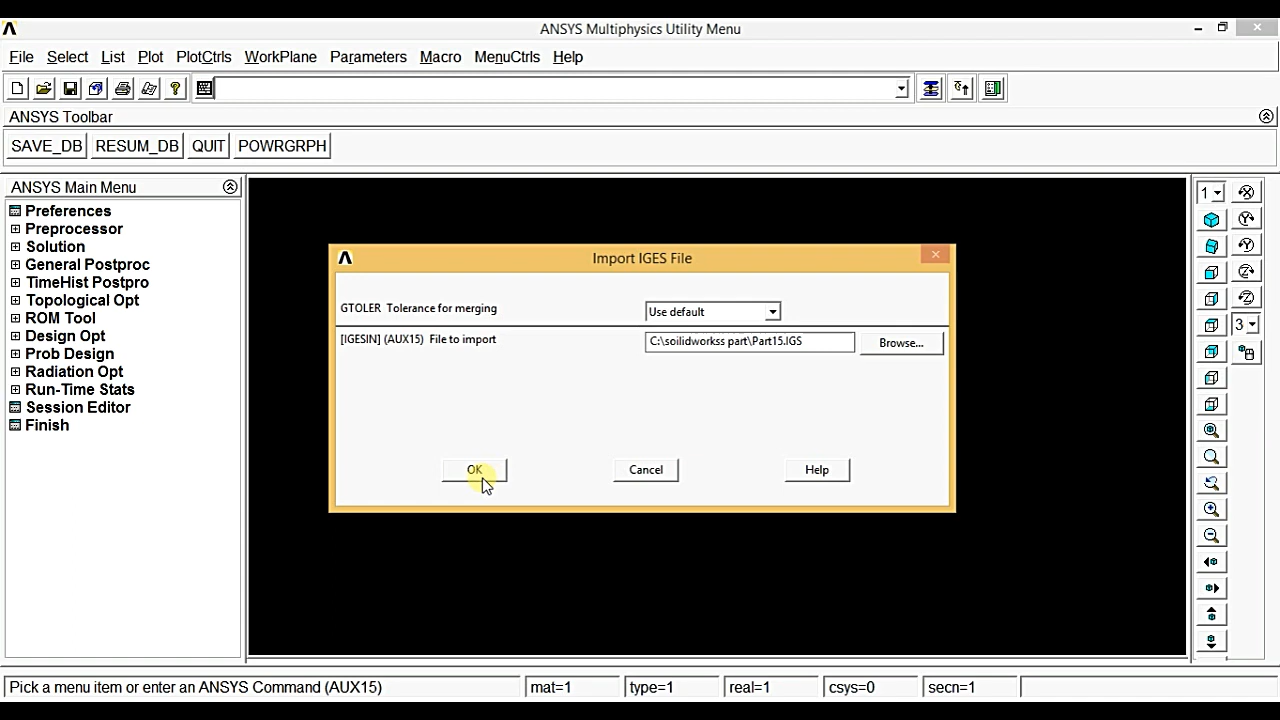 ANSYS Multiphysics Utility Menu
File Select List Plot PlotCtrls WorkPlane Parameters Macro MenuCtrls Help
ANSYS Toolbar
SAVE_DB RESUM_DB QUIT POWRGRPH
ANSYS Main Menu
Preferences
Preprocessor
Solution
General Postproc
TimeHist Postpro
Topological Opt
ROM Tool
Design Opt
Prob Design
Radiation Opt
Run-Time Stats
Session Editor
Finish
Import IGES File
GTOLER Tolerance for merging Use default
[IGESIN] (AUX15) File to import C:\soilidworkss part\Part15.IGS Browse...
OK Cancel Help
1
3
Pick a menu item or enter an ANSYS Command (AUX15) mat=1 type=1 real=1 csys=0 secn=1